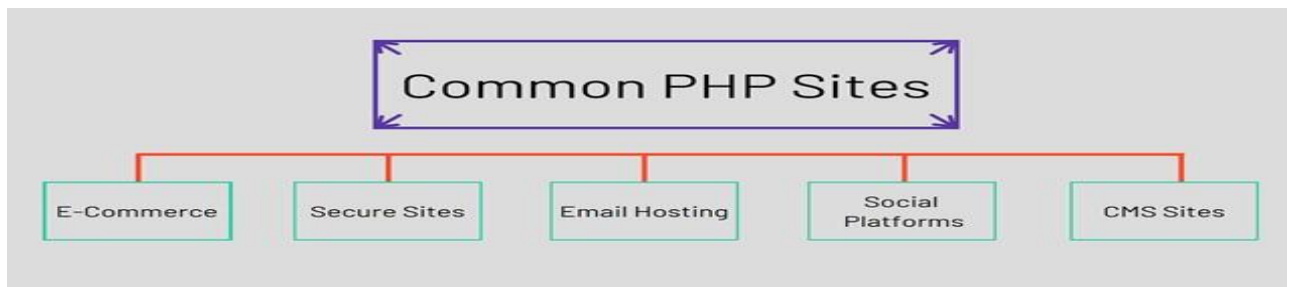 Common PHP Sites
E-Commerce
Secure Sites
Email Hosting
Social
Platforms
CMS Sites